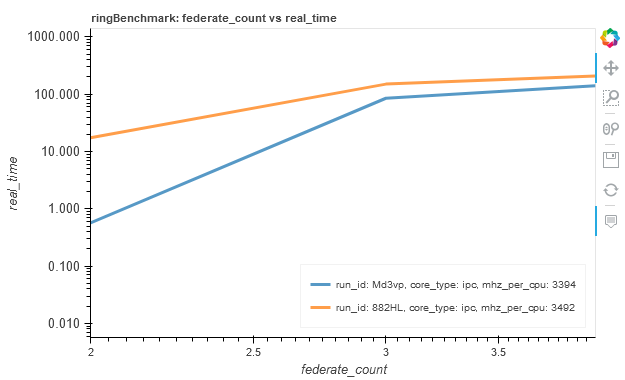 ringBenchmark: federate_count vs real_time
1000.000
100.000
10.000
1.000
0.100
0.010
real_time
run_id: Md3vp, core_type: ipc, mhz_per_cpu: 3394
run_id: 882HL, core_type: ipc, mhz_per_cpu: 3492
2
2.5
3
3.5
federate_count